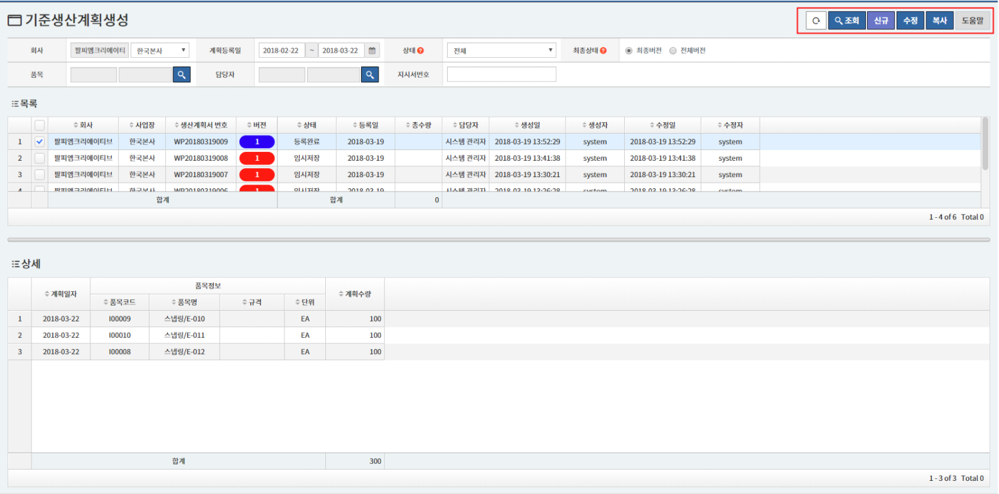 기준생산계획생성
조회 신규 수정 복사 도움말
회사 팔피엠크리에이티 한국본사 계획등록일 2018-02-22 ~ 2018-03-22 상태 전체 최종상태 최종버전 전체버전
품목 담당자 지시서번호
목록
회사 사업장 생산계획서 번호 버전 상태 등록일 총수량 담당자 생성일 생성자 수정일 수정자
1 팔피엠크리에이티브 한국본사 WP20180319009 1 등록완료 2018-03-19 시스템 관리자 2018-03-19 13:52:29 system 2018-03-19 13:52:29 system
2 팔피엠크리에이티브 한국본사 WP20180319008 1 임시저장 2018-03-19 시스템 관리자 2018-03-19 13:41:38 system 2018-03-19 13:41:38 system
3 팔피엠크리에이티브 한국본사 WP20180319007 1 임시저장 2018-03-19 시스템 관리자 2018-03-19 13:30:21 system 2018-03-19 13:30:21 system
4 팔피엠크리에이티브 한국본사 WP20180319006 1 임시저장 2018-03-19 시스템 관리자 2018-03-19 13:26:28 system 2018-03-19 13:26:28 system
합계 합계 0
1 - 4 of 6 Total 0
상세
계획일자 품목정보 계획수량
품목코드 품목명 규격 단위
1 2018-03-22 I00009 스냅링/E-010 EA 100
2 2018-03-22 I00010 스냅링/E-011 EA 100
3 2018-03-22 I00008 스냅링/E-012 EA 100
합계 300
1 - 3 of 3 Total 0